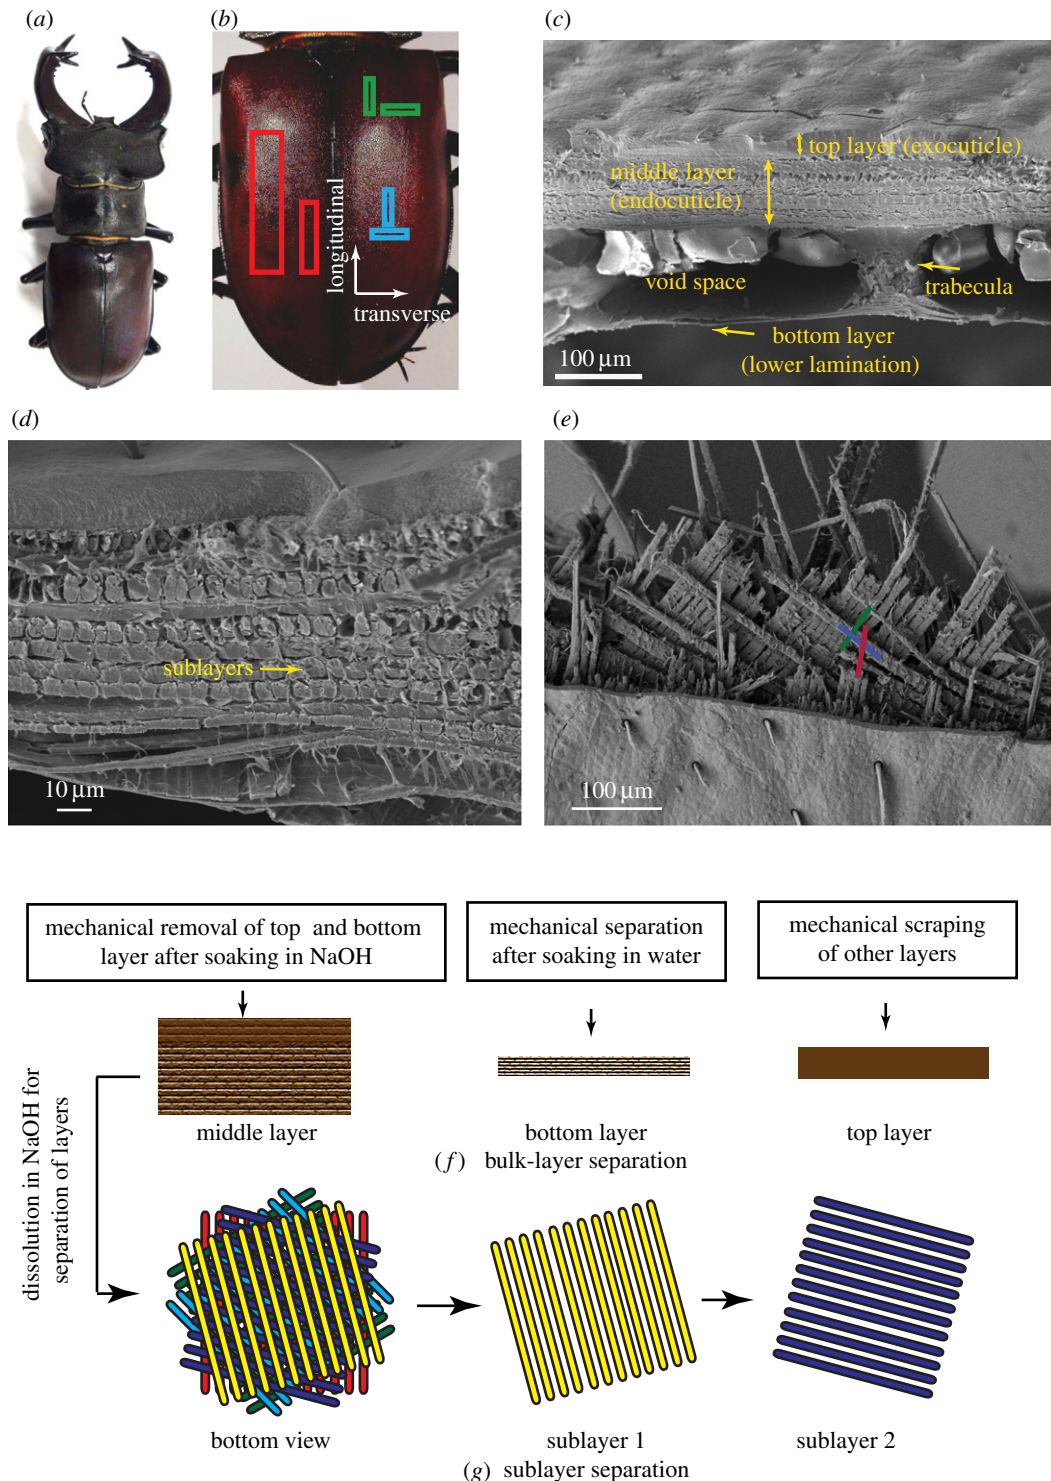 (a)
(b)
longitudinal
transverse
(c)
top layer (exocuticle)
middle layer
(endocuticle)
void space
trabecula
bottom layer
(lower lamination)
100 µm
(d)
sublayers
10 µm
(e)
100 µm
mechanical removal of top and bottom
layer after soaking in NaOH
mechanical separation
after soaking in water
mechanical scraping
of other layers
dissolution in NaOH for
separation of layers
middle layer
bottom layer
top layer
(f) bulk-layer separation
bottom view
sublayer 1
sublayer 2
(g) sublayer separation